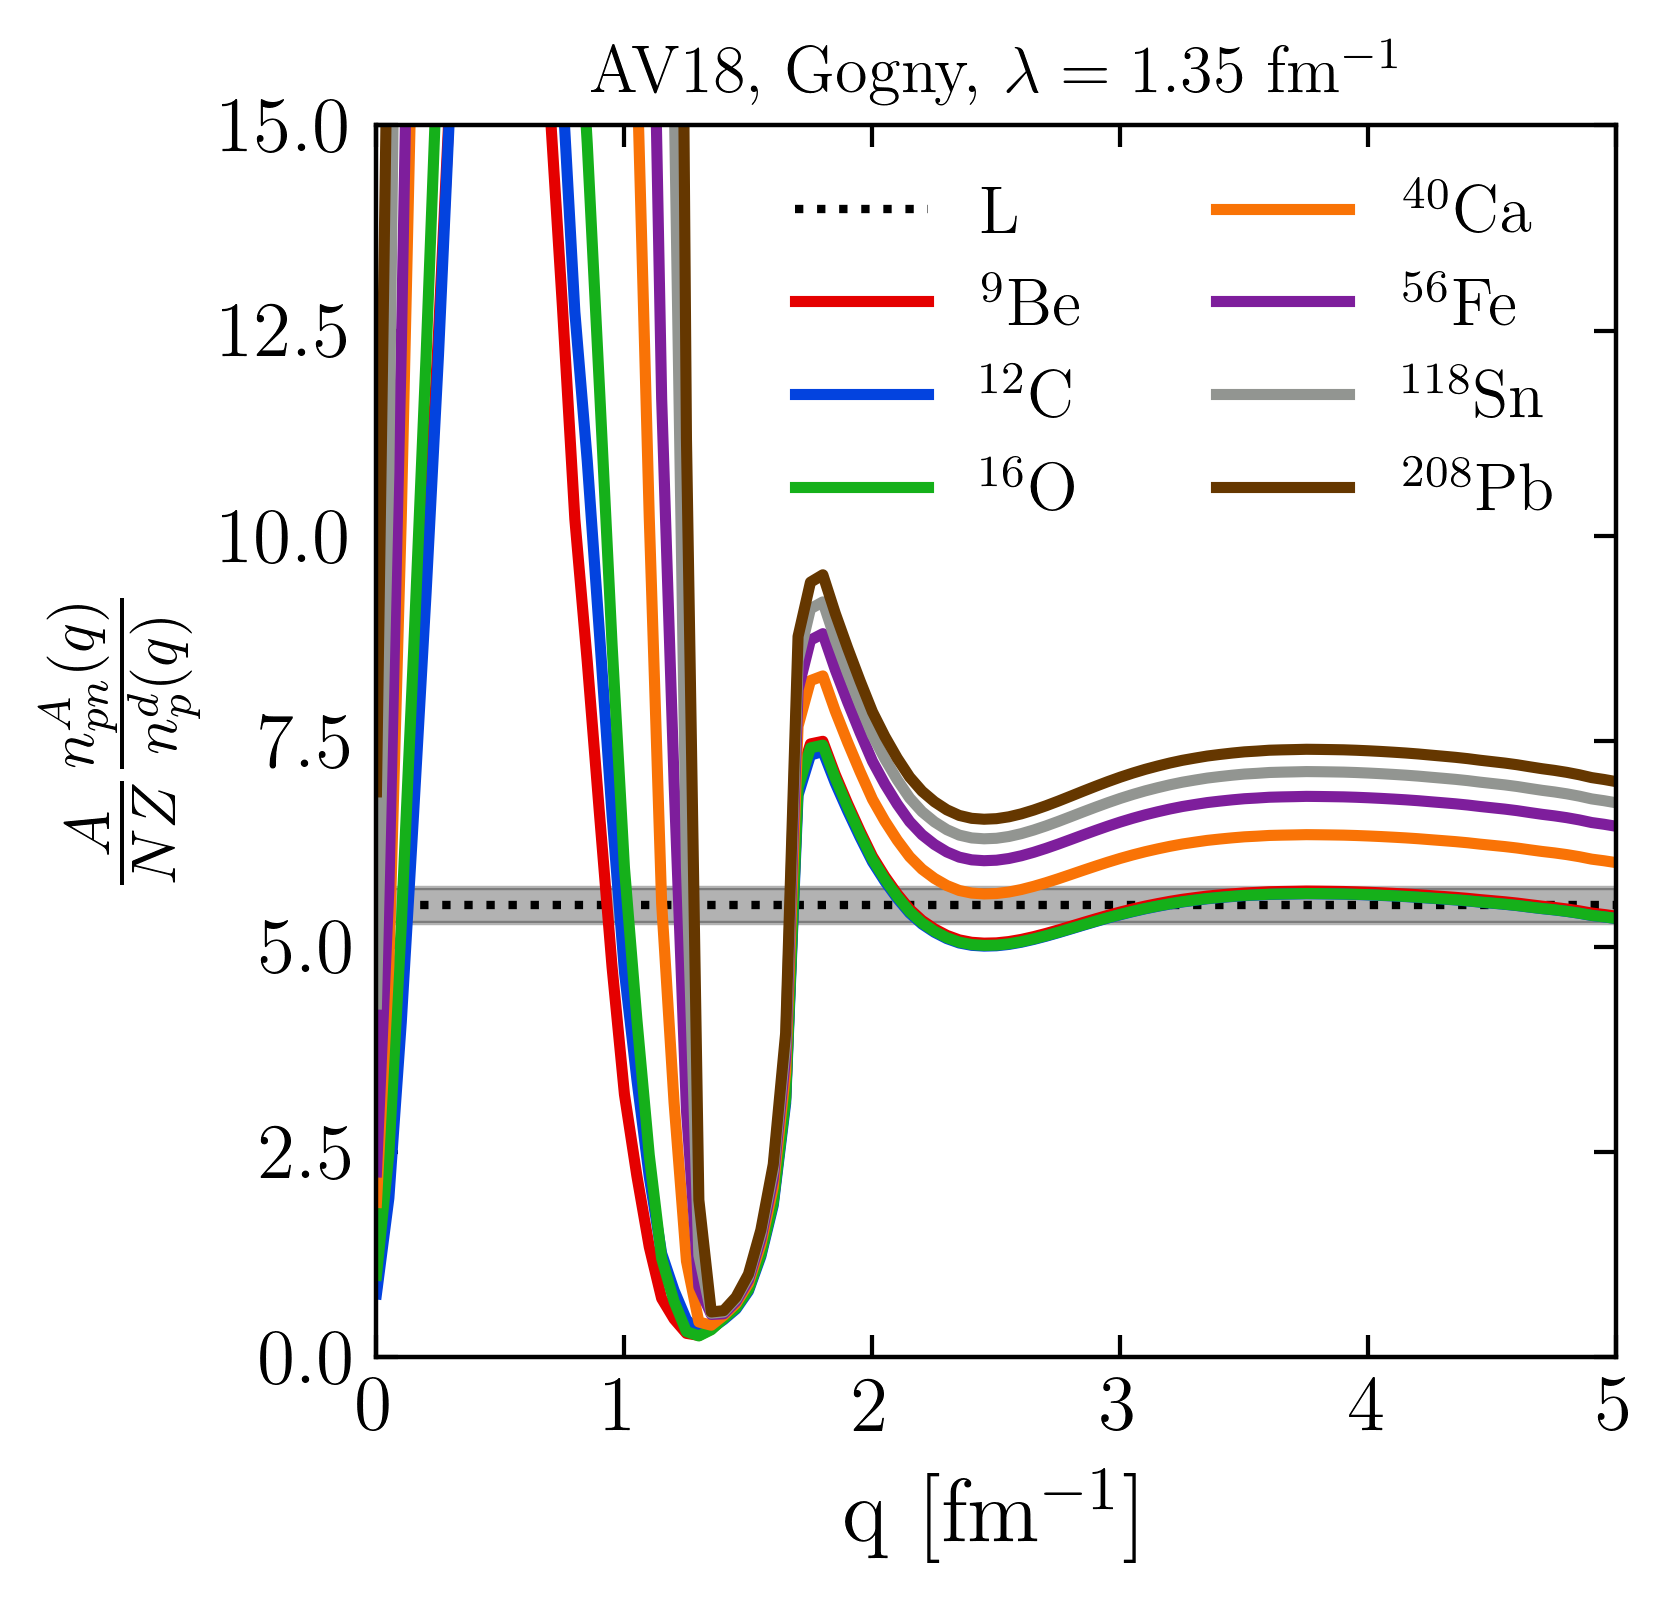 AV18, Gogny, λ = 1.35 fm⁻¹
15.0
12.5
10.0
7.5
5.0
2.5
0.0
A/NZ n^A_pn(q)/n^d_p(q)
L
⁹Be
¹²C
¹⁶O
⁴⁰Ca
⁵⁶Fe
¹¹⁸Sn
²⁰⁸Pb
0 1 2 3 4 5
q [fm⁻¹]